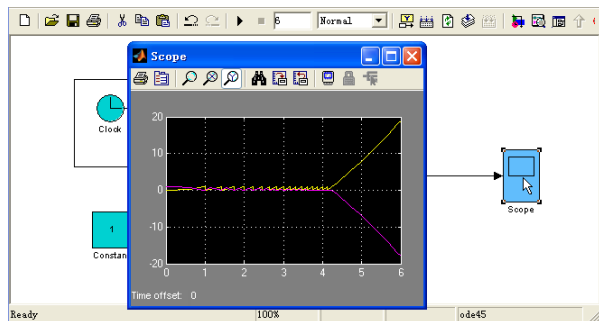 6 Normal
Scope
Clock
20
10
0
-10
-20
0 1 2 3 4 5 6
Time offset: 0
1
Constan
Scope
Ready 100% ode45